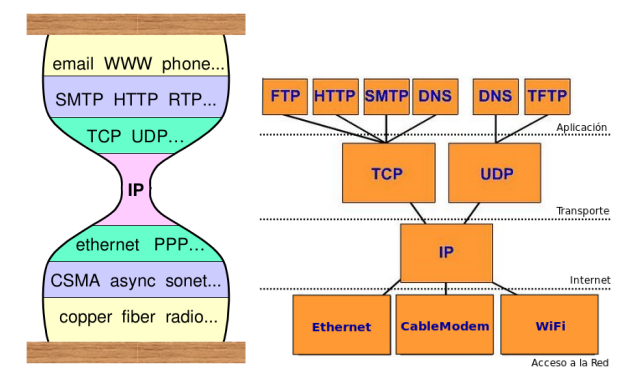 email WWW phone...
SMTP HTTP RTP...
TCP UDP...
IP
ethernet PPP...
CSMA async sonet...
copper fiber radio...
FTP HTTP SMTP DNS DNS TFTP
Aplicación
TCP UDP
Transporte
IP
Internet
Ethernet CableModem WiFi
Acceso a la Red